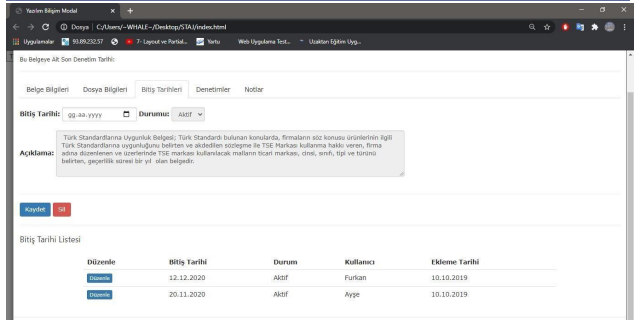 Yazılım Bilişim Modal
Dosya | C:/Users/~WHALE~/Desktop/STAJ/index.html
Uygulamalar 93.89.232.57 7- Layout ve Partial... Yartu Web Uygulama Test... Uzaktan Eğitim Uyg...
Bu Belgeye Ait Son Denetim Tarihi:
Belge Bilgileri Dosya Bilgileri Bitiş Tarihleri Denetimler Notlar
Bitiş Tarihi: gg.aa.yyyy Durumu: Aktif
Açıklama:
Türk Standardlarına Uygunluk Belgesi; Türk Standardı bulunan konularda, firmaların söz konusu ürünlerinin ilgili
Türk Standardlarına uygunluğunu belirten ve akdedilen sözleşme ile TSE Markası kullanma hakkı veren, firma
adına düzenlenen ve üzerlerinde TSE markası kullanılacak malların ticari markası, cinsi, sınıfı, tipi ve türünü
belirten, geçerlilik süresi bir yıl olan belgedir.
Kaydet Sil
Bitiş Tarihi Listesi
Düzenle Bitiş Tarihi Durum Kullanıcı Ekleme Tarihi
Düzenle 12.12.2020 Aktif Furkan 10.10.2019
Düzenle 20.11.2020 Aktif Ayşe 10.10.2019